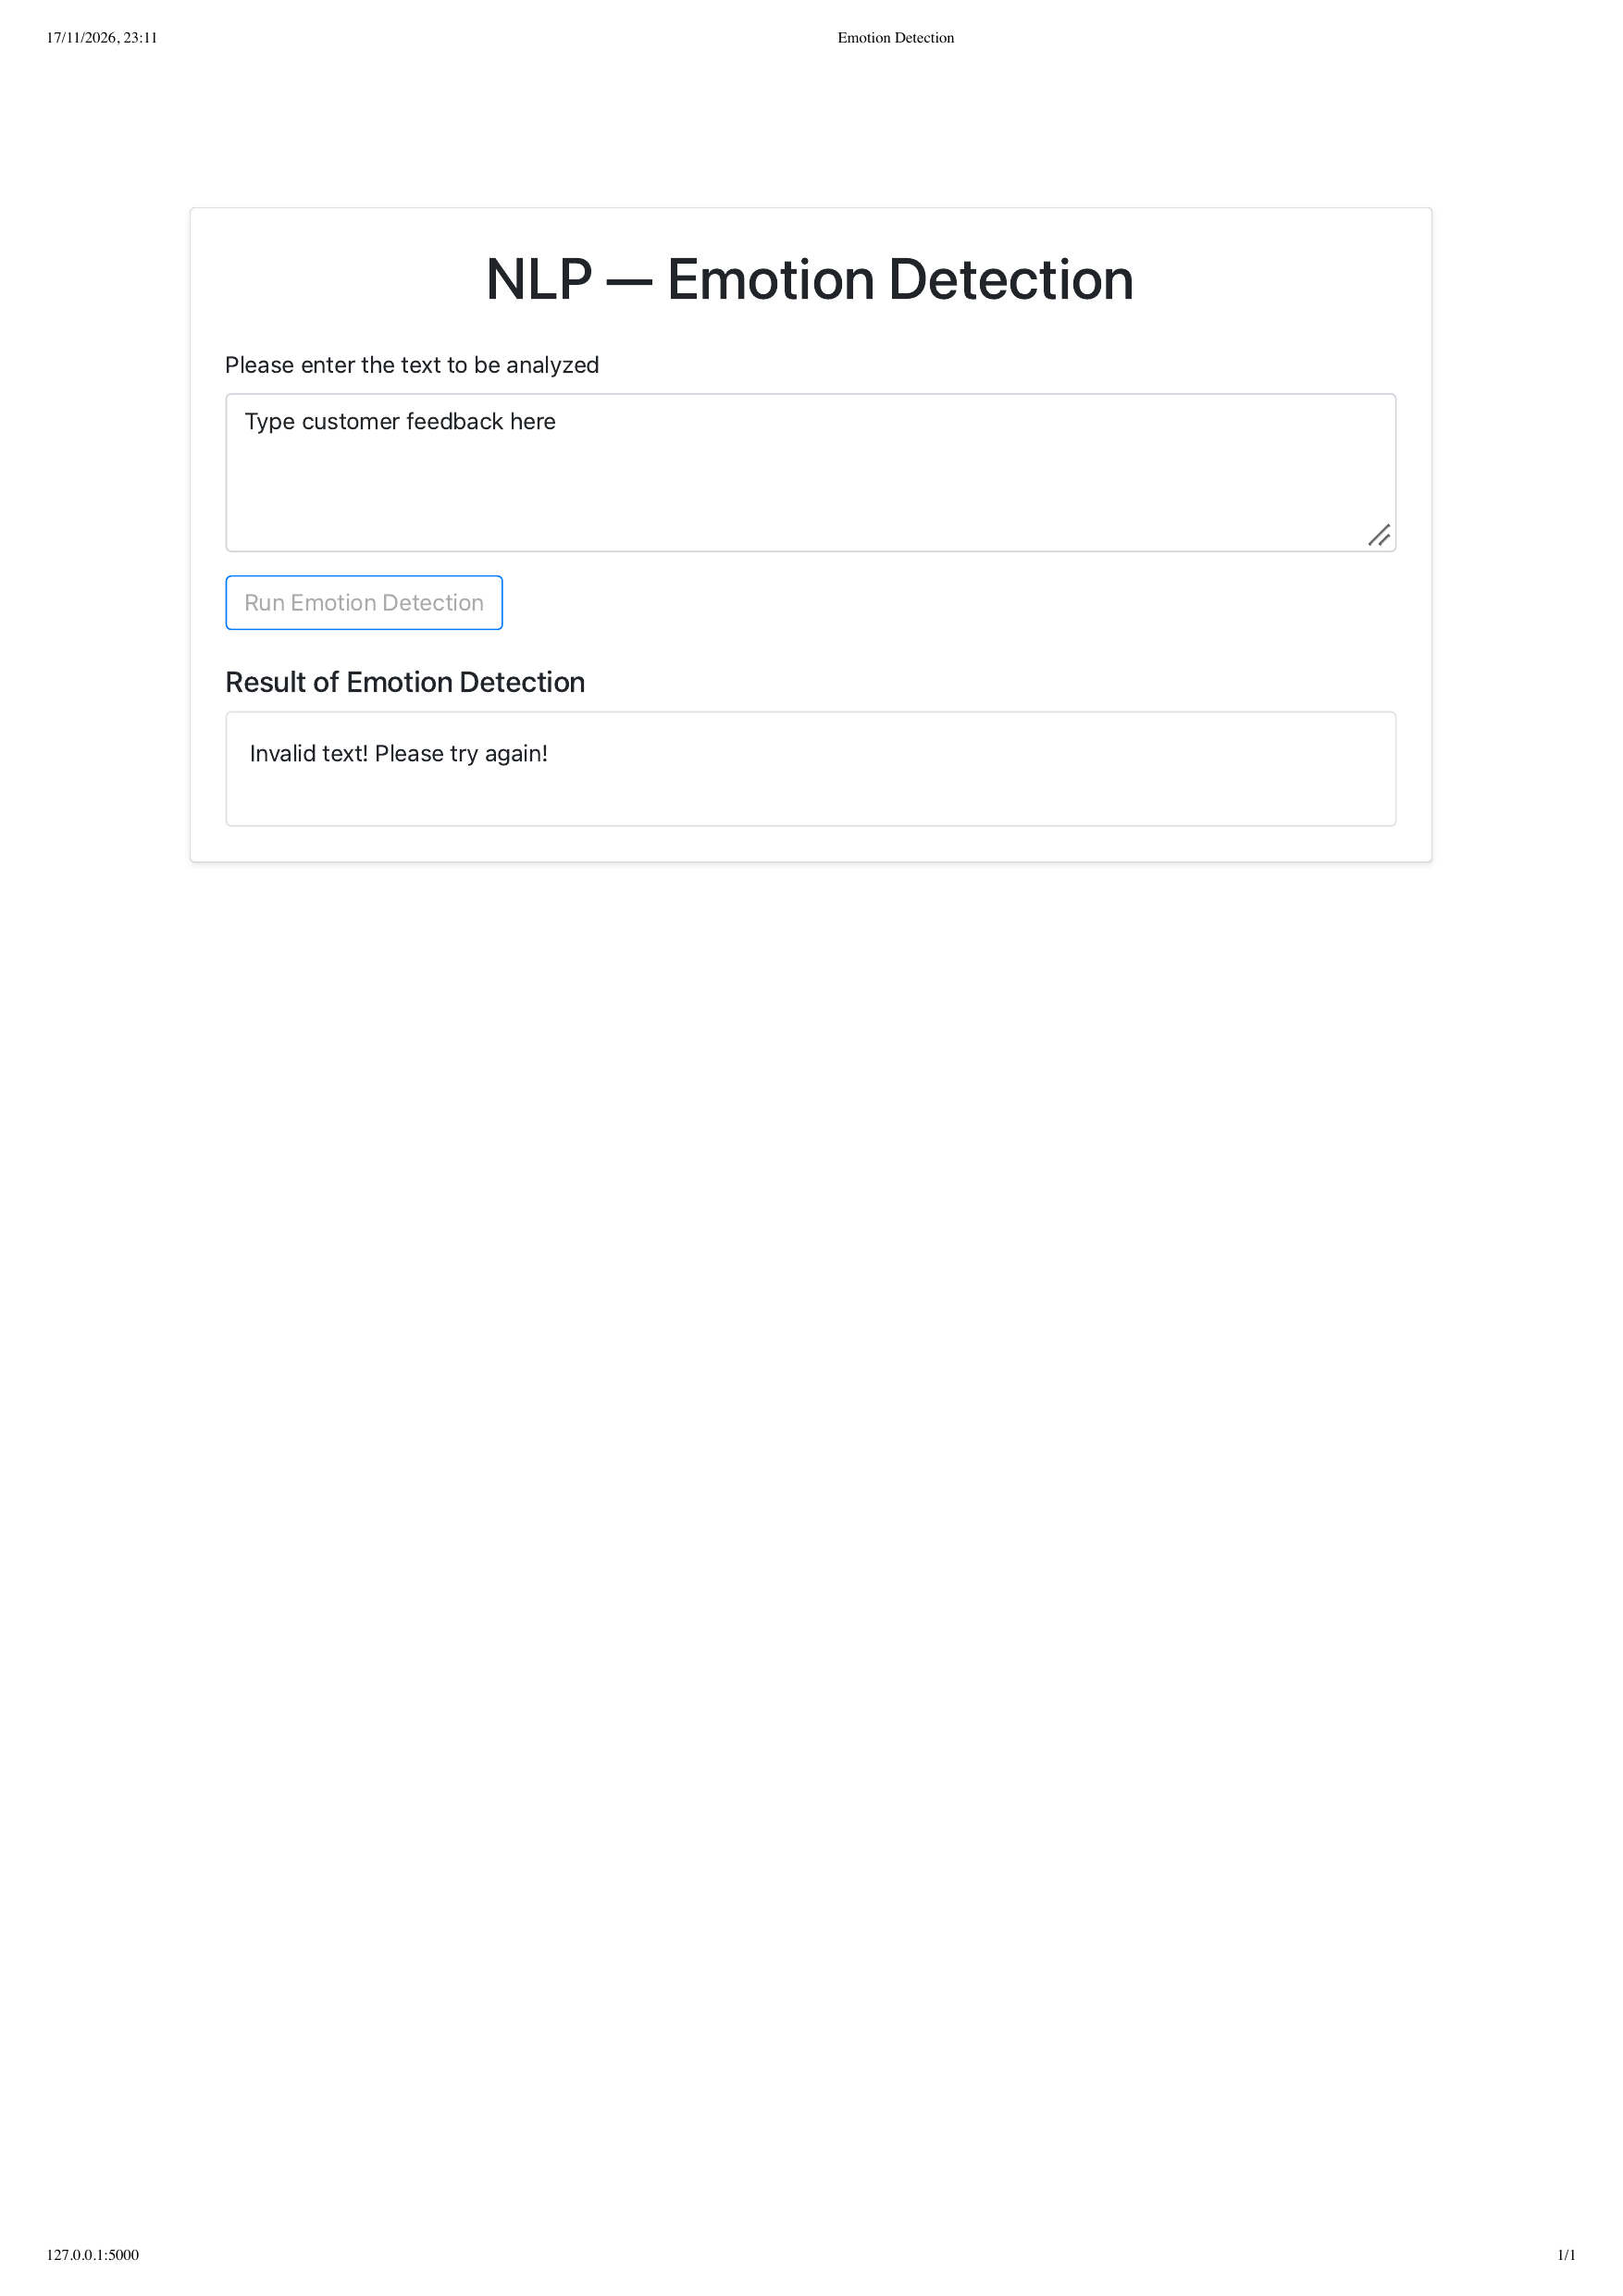 17/11/2026, 23:11 Emotion Detection
NLP — Emotion Detection
Please enter the text to be analyzed
Type customer feedback here
Run Emotion Detection
Result of Emotion Detection
Invalid text! Please try again!
127.0.0.1:5000 1/1